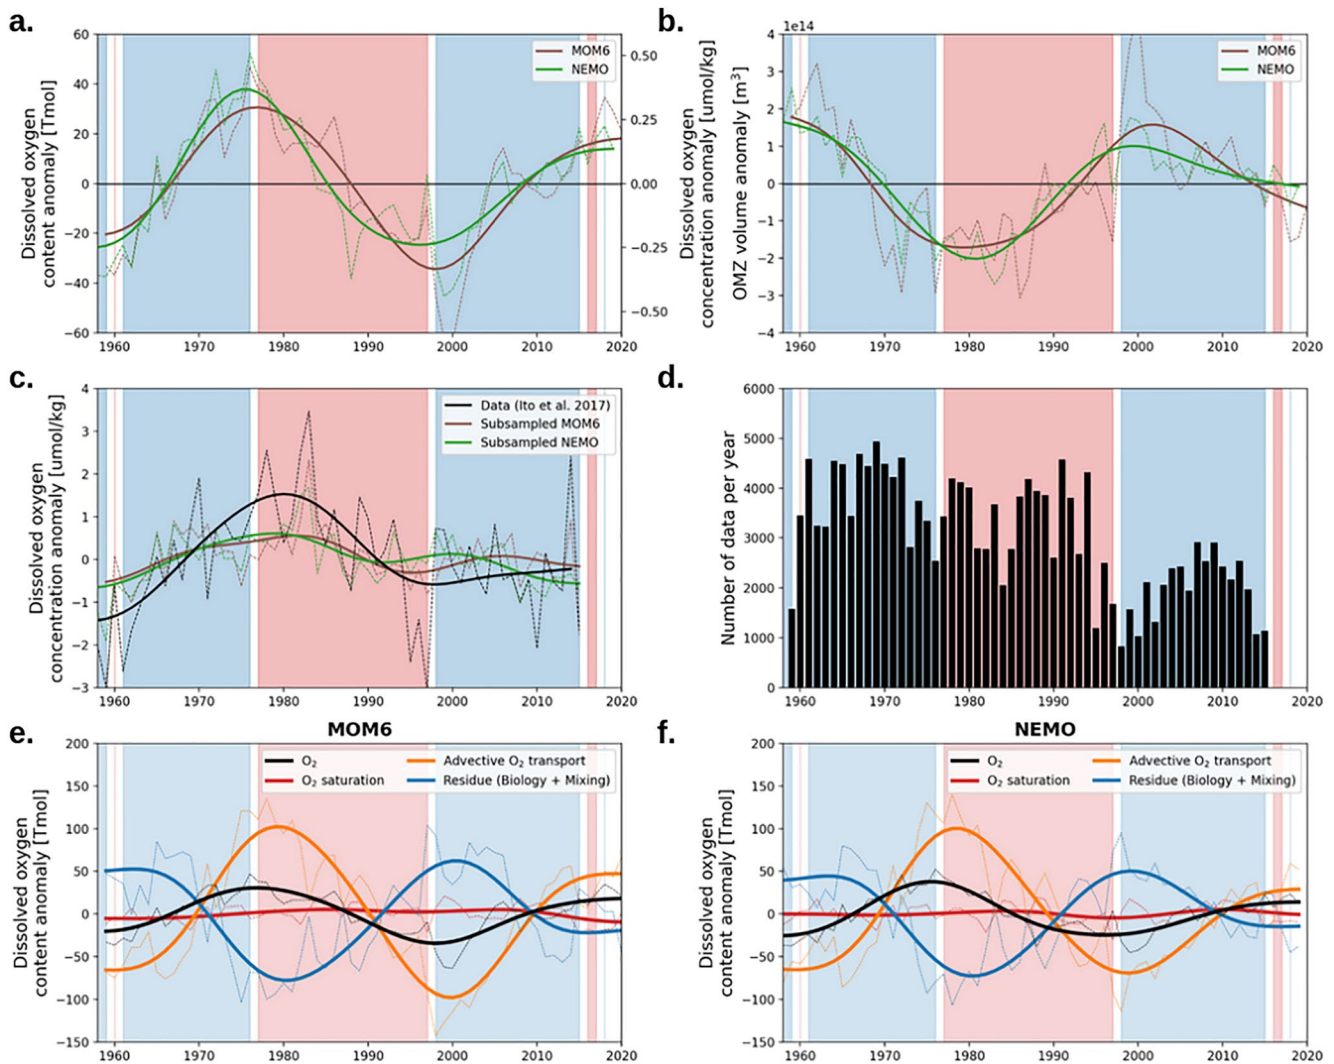 a.
Dissolved oxygen
content anomaly [Tmol]
60
40
20
0
−20
−40
−60
MOM6
NEMO
0.50
0.25
0.00
−0.25
−0.50
Dissolved oxygen
concentration anomaly [umol/kg]
1960 1970 1980 1990 2000 2010 2020
b.
1e14
OMZ volume anomaly [m³]
4
3
2
1
0
−1
−2
−3
−4
MOM6
NEMO
1960 1970 1980 1990 2000 2010 2020
c.
Dissolved oxygen
concentration anomaly [umol/kg]
4
3
2
1
0
−1
−2
−3
Data (Ito et al. 2017)
Subsampled MOM6
Subsampled NEMO
1960 1970 1980 1990 2000 2010 2020
d.
Number of data per year
6000
5000
4000
3000
2000
1000
0
1960 1970 1980 1990 2000 2010 2020
e.
MOM6
Dissolved oxygen
content anomaly [Tmol]
200
150
100
50
0
−50
−100
−150
O₂
O₂ saturation
Advective O₂ transport
Residue (Biology + Mixing)
1960 1970 1980 1990 2000 2010 2020
f.
NEMO
Dissolved oxygen
content anomaly [Tmol]
200
150
100
50
0
−50
−100
−150
O₂
O₂ saturation
Advective O₂ transport
Residue (Biology + Mixing)
1960 1970 1980 1990 2000 2010 2020